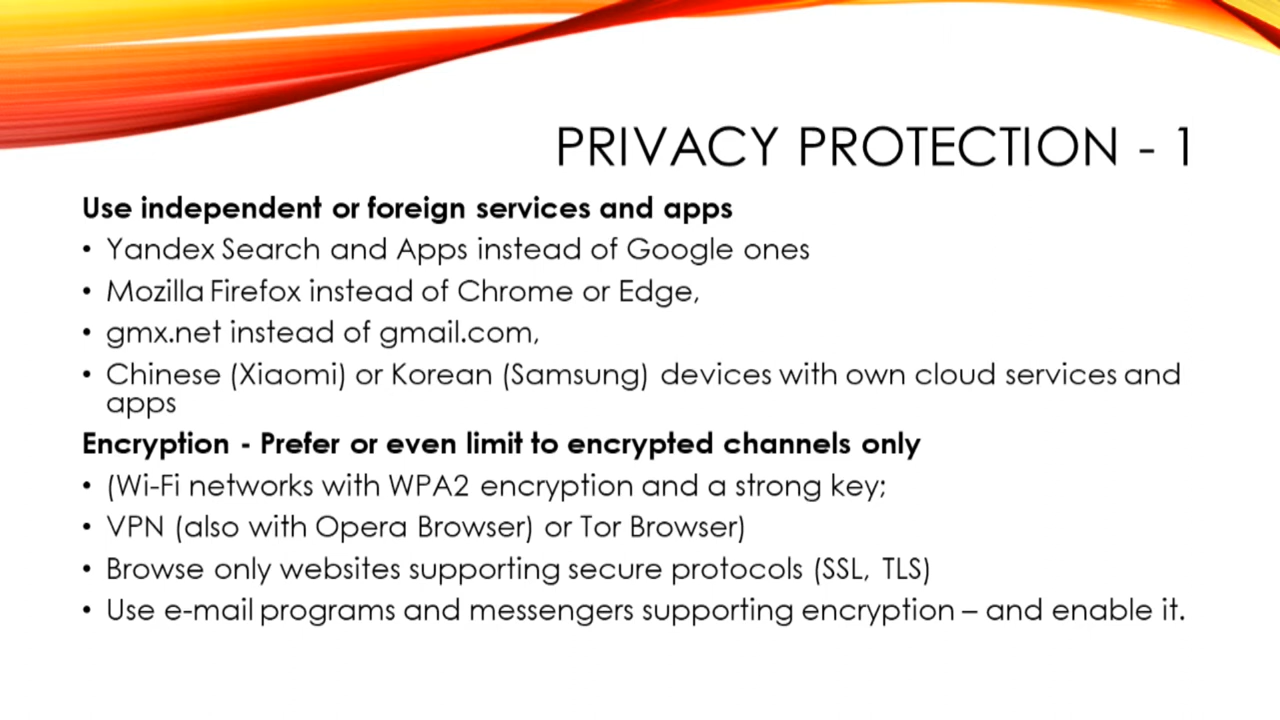 PRIVACY PROTECTION - 1
Use independent or foreign services and apps
• Yandex Search and Apps instead of Google ones
• Mozilla Firefox instead of Chrome or Edge,
• gmx.net instead of gmail.com,
• Chinese (Xiaomi) or Korean (Samsung) devices with own cloud services and
apps
Encryption - Prefer or even limit to encrypted channels only
• (Wi-Fi networks with WPA2 encryption and a strong key;
• VPN (also with Opera Browser) or Tor Browser)
• Browse only websites supporting secure protocols (SSL, TLS)
• Use e-mail programs and messengers supporting encryption – and enable it.